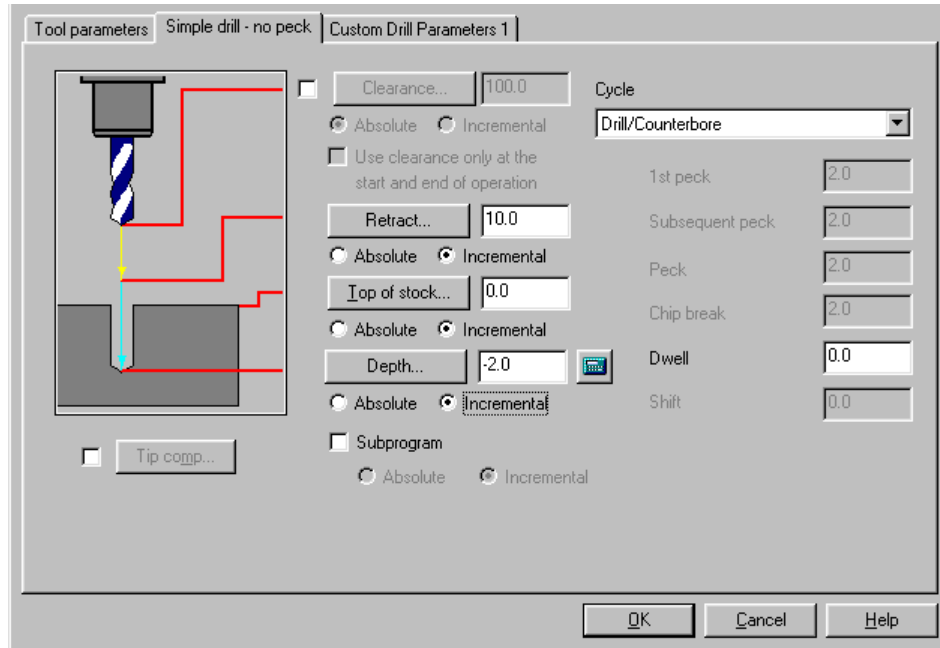 Tool parameters Simple drill - no peck Custom Drill Parameters 1
Clearance... 100.0
Absolute Incremental
Use clearance only at the
start and end of operation
Retract... 10.0
Absolute Incremental
Top of stock... 0.0
Absolute Incremental
Depth... -2.0
Absolute Incremental
Subprogram
Absolute Incremental
Tip comp...
Cycle
Drill/Counterbore
1st peck 2.0
Subsequent peck 2.0
Peck 2.0
Chip break 2.0
Dwell 0.0
Shift 0.0
OK Cancel Help